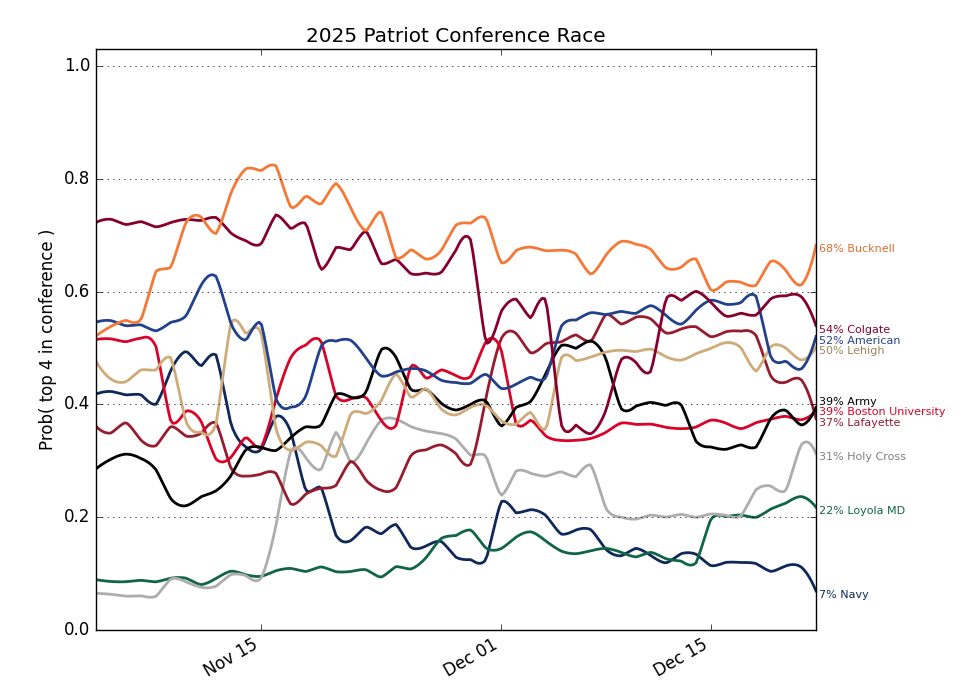 2025 Patriot Conference Race
Prob( top 4 in conference )
1.0
0.8
0.6
0.4
0.2
0.0
Nov 15
Dec 01
Dec 15
68% Bucknell
54% Colgate
52% American
50% Lehigh
39% Army
39% Boston University
37% Lafayette
31% Holy Cross
22% Loyola MD
7% Navy